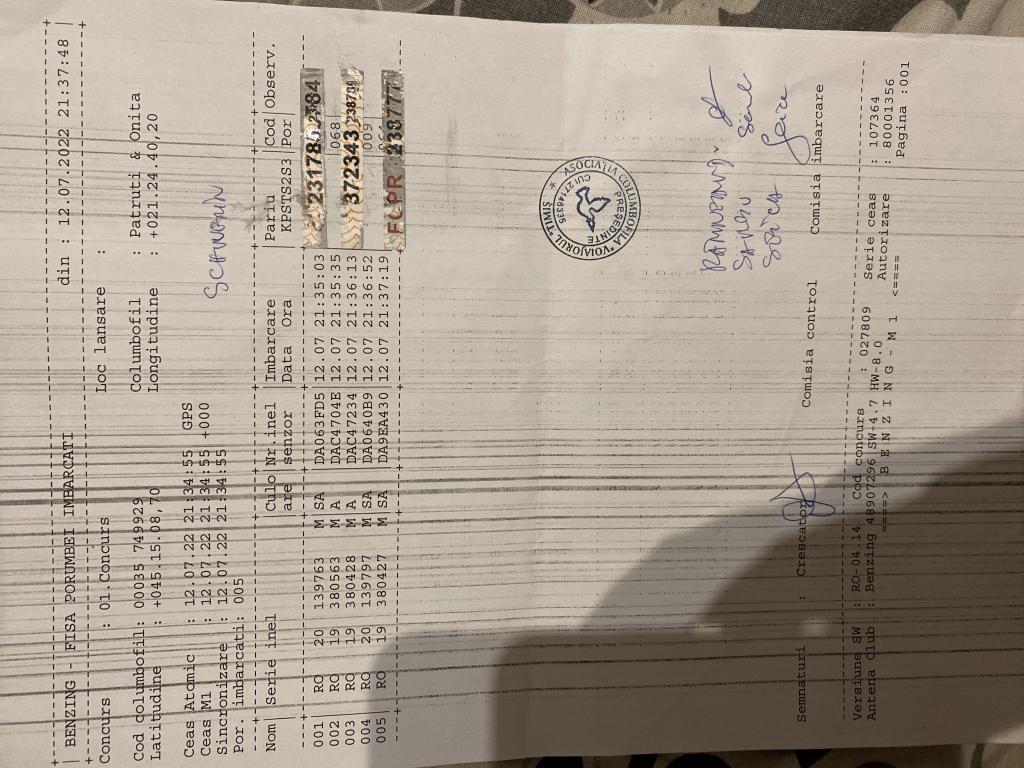 BENZING - FISA PORUMBEI IMBARCATI din : 12.07.2022 21:37:48
Concurs : 01.Concurs Loc lansare :
Cod columbofil: 00035 749929 Columbofil : Patruti & Onita
Latitudine : +045.15.08,70 Longitudine : +021.24.40,20
Ceas Atomic : 12.07.22 21:34:55 GPS
Ceas M1 : 12.07.22 21:34:55 +000
Sincronizare : 12.07.22 21:34:55
Por. imbarcati: 005
Nom Serie inel Culo Nr.inel Imbarcare Pariu Cod Observ.
are senzor Data Ora KPSTS2S3 Por
001 RO 20 139763 M SA DA063FD5 12.07 21:35:03
002 RO 19 380563 M A DAC4704E 12.07 21:35:35 068
003 RO 19 380428 M A DAC47234 12.07 21:36:13
004 RO 20 139797 M SA DA0640B9 12.07 21:36:52 009
005 RO 19 380427 M SA DA9EA430 12.07 21:37:19
372343
FCPR 238777
ASOCIATIA COLUMBOFILA "VOIAJORUL" TIMIS
CUI 27146335
PRESEDINTE
Semnaturi : Crescator Comisia control Comisia imbarcare
Versiune SW : RO-04.14 Cod concurs : 027809 Serie ceas : 107364
Antena Club : Benzing 48907296 SW-4.7 HW-8.0 Autorizare : 80001356
====> B E N Z I N G - M 1 <==== Pagina :001